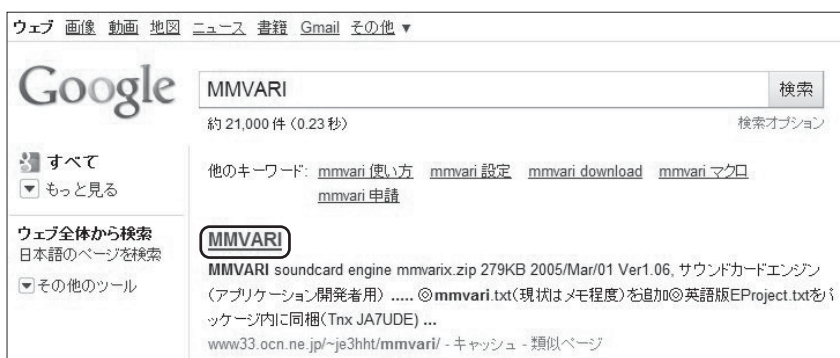 ウェブ 画像 動画 地図 ニュース 書籍 Gmail その他 ▼
Google
MMVARI 検索
約 21,000 件 (0.23 秒) 検索オプション
すべて
もっと見る
他のキーワード: mmvari 使い方 mmvari 設定 mmvari download mmvari マクロ
mmvari 申請
ウェブ全体から検索
日本語のページを検索
その他のツール
MMVARI
MMVARI soundcard engine mmvarix.zip 279KB 2005/Mar/01 Ver1.06, サウンドカードエンジン
(アプリケーション開発者用) ..... ◎mmvari.txt(現状はメモ程度)を追加◎英語版EProject.txtをパ
ッケージ内に同梱(Tnx JA7UDE) ...
www33.ocn.ne.jp/~je3hht/mmvari/ - キャッシュ - 類似ページ